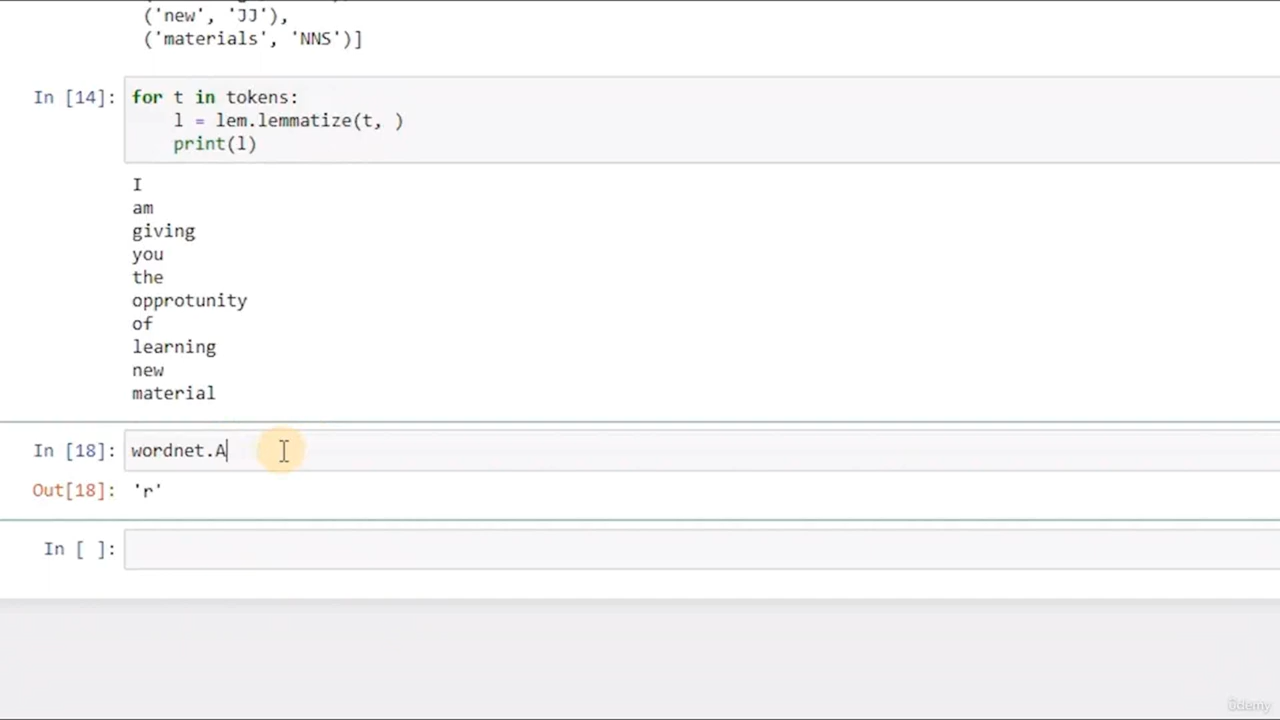 ('new', 'JJ'),
('materials', 'NNS')]
In [14]: for t in tokens:
l = lem.lemmatize(t, )
print(l)
I
am
giving
you
the
opprotunity
of
learning
new
material
In [18]: wordnet.A
Out[18]: 'r'
In [ ]:
Udemy